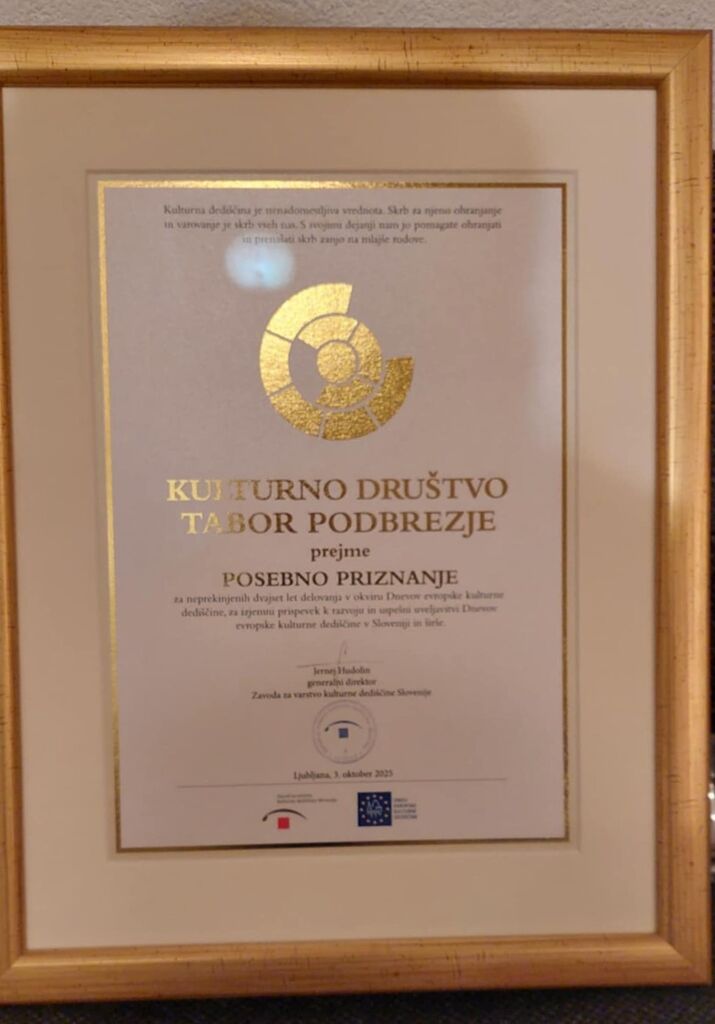 Kulturna dediščina je nenadomestljiva vrednota. Skrb za njeno ohranjanje
in varovanje je skrb vseh nas. S svojimi dejanji nam jo pomagate ohranjati
in prenašati skrb zanjo na mlajše rodove.
KULTURNO DRUŠTVO
TABOR PODBREZJE
prejme
POSEBNO PRIZNANJE
za neprekinjenih dvajset let delovanja v okviru Dnevov evropske kulturne
dediščine, za izjemni prispevek k razvoju in uspešni uveljavitvi Dnevov
evropske kulturne dediščine v Sloveniji in širše.
Jernej Hudolin
generalni direktor
Zavoda za varstvo kulturne dediščine Slovenije
Ljubljana, 3. oktober 2025